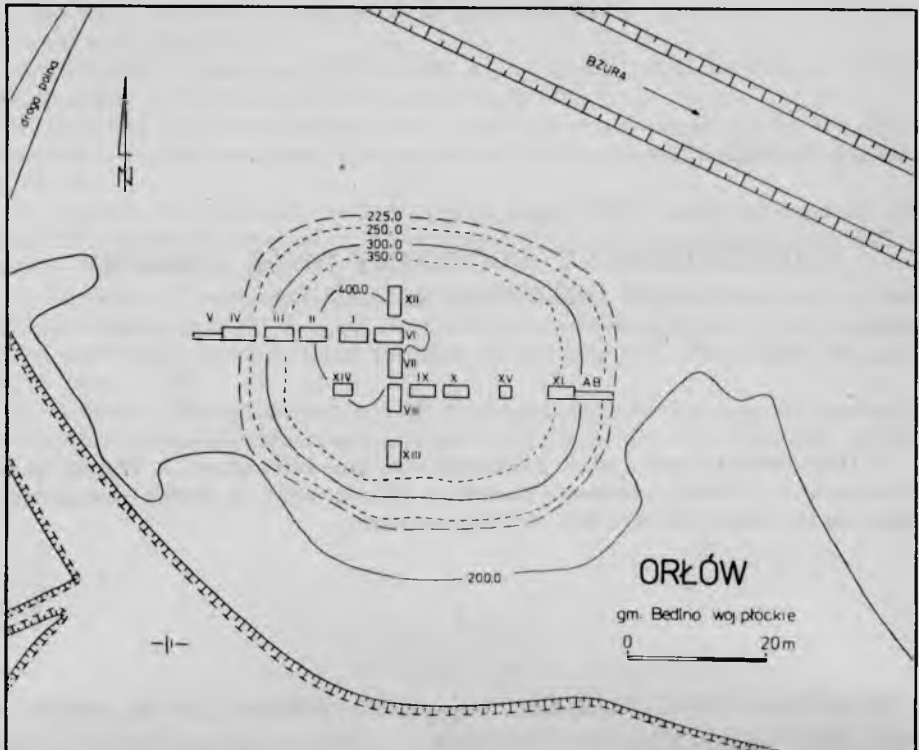 droga polna
BZURA
N
225.0
250.0
300.0
350.0
400.0
XII
V IV III II I VI
VII
XIV IX X XV XI AB
VIII
XIII
200.0
ORŁÓW
gm. Bedlno woj płockie
0 20m